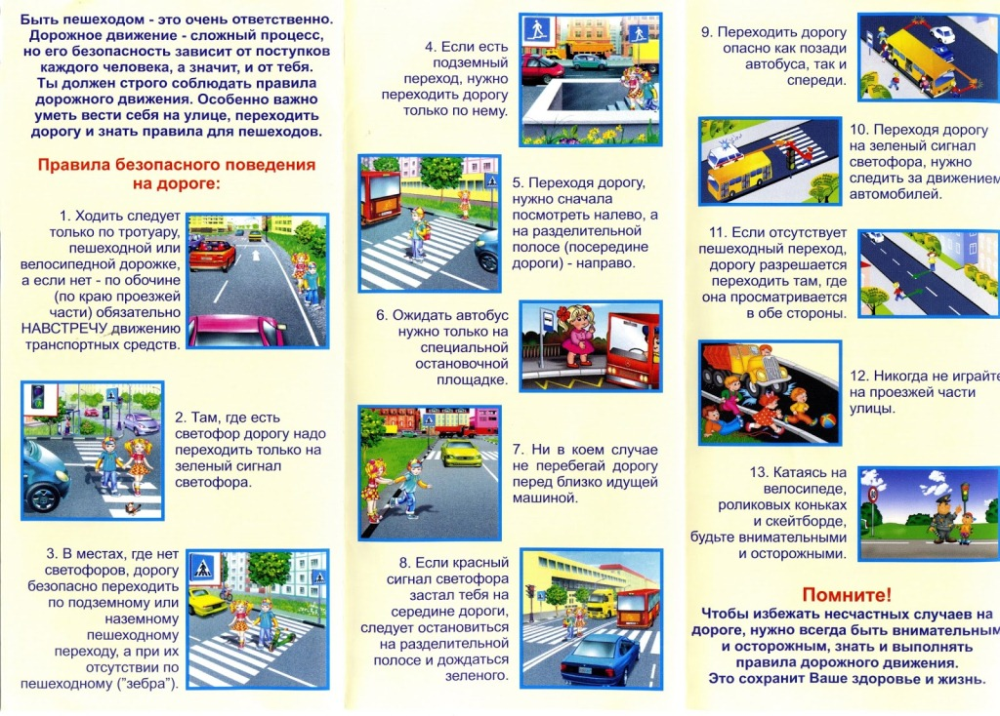 Быть пешеходом - это очень ответственно.
Дорожное движение - сложный процесс,
но его безопасность зависит от поступков
каждого человека, а значит, и от тебя.
Ты должен строго соблюдать правила
дорожного движения. Особенно важно
уметь вести себя на улице, переходить
дорогу и знать правила для пешеходов.
Правила безопасного поведения
на дороге:
1. Ходить следует
только по тротуару,
пешеходной или
велосипедной дорожке,
а если нет - по обочине
(по краю проезжей
части) обязательно
НАВСТРЕЧУ движению
транспортных средств.
2. Там, где есть
светофор дорогу надо
переходить только на
зеленый сигнал
светофора.
3. В местах, где нет
светофоров, дорогу
безопасно переходить
по подземному или
наземному
пешеходному
переходу, а при их
отсутствии по
пешеходному ("зебра").
4. Если есть
подземный
переход, нужно
переходить дорогу
только по нему.
5. Переходя дорогу,
нужно сначала
посмотреть налево, а
на разделительной
полосе (посередине
дороги) - направо.
6. Ожидать автобус
нужно только на
специальной
остановочной
площадке.
7. Ни в коем случае
не перебегай дорогу
перед близко идущей
машиной.
8. Если красный
сигнал светофора
застал тебя на
середине дороги,
следует остановиться
на разделительной
полосе и дождаться
зеленого.
9. Переходить дорогу
опасно как позади
автобуса, так и
спереди.
10. Переходя дорогу
на зеленый сигнал
светофора, нужно
следить за движением
автомобилей.
11. Если отсутствует
пешеходный переход,
дорогу разрешается
переходить там, где
она просматривается
в обе стороны.
12. Никогда не играйте
на проезжей части
улицы.
13. Катаясь на
велосипеде,
роликовых коньках
и скейтборде,
будьте внимательными
и осторожными.
Помните!
Чтобы избежать несчастных случаев на
дороге, нужно всегда быть внимательным
и осторожным, знать и выполнять
правила дорожного движения.
Это сохранит Ваше здоровье и жизнь.